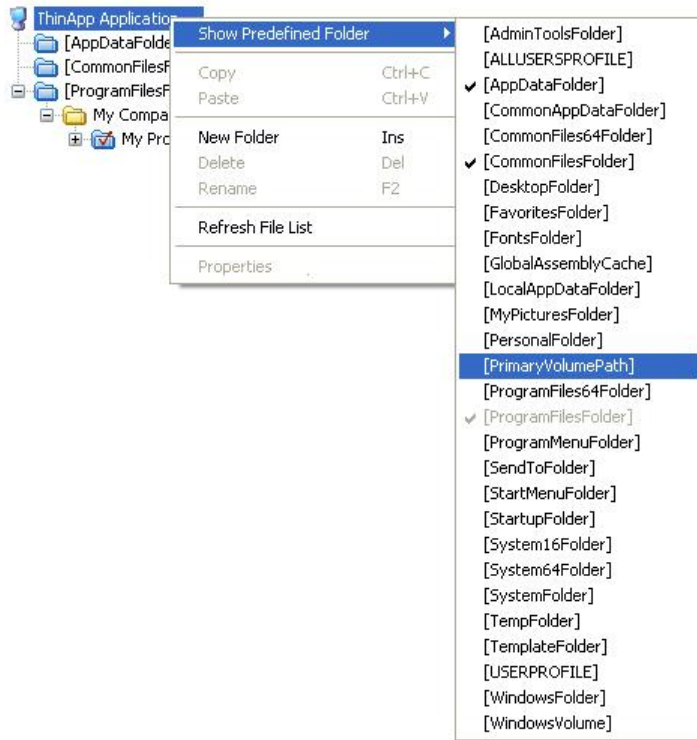 ThinApp Application
[AppDataFolde
[CommonFilesF
[ProgramFilesF
My Compa
My Pro
Show Predefined Folder
Copy Ctrl+C
Paste Ctrl+V
New Folder Ins
Delete Del
Rename F2
Refresh File List
Properties
[AdminToolsFolder]
[ALLUSERSPROFILE]
[AppDataFolder]
[CommonAppDataFolder]
[CommonFiles64Folder]
[CommonFilesFolder]
[DesktopFolder]
[FavoritesFolder]
[FontsFolder]
[GlobalAssemblyCache]
[LocalAppDataFolder]
[MyPicturesFolder]
[PersonalFolder]
[PrimaryVolumePath]
[ProgramFiles64Folder]
[ProgramFilesFolder]
[ProgramMenuFolder]
[SendToFolder]
[StartMenuFolder]
[StartupFolder]
[System16Folder]
[System64Folder]
[SystemFolder]
[TempFolder]
[TemplateFolder]
[USERPROFILE]
[WindowsFolder]
[WindowsVolume]